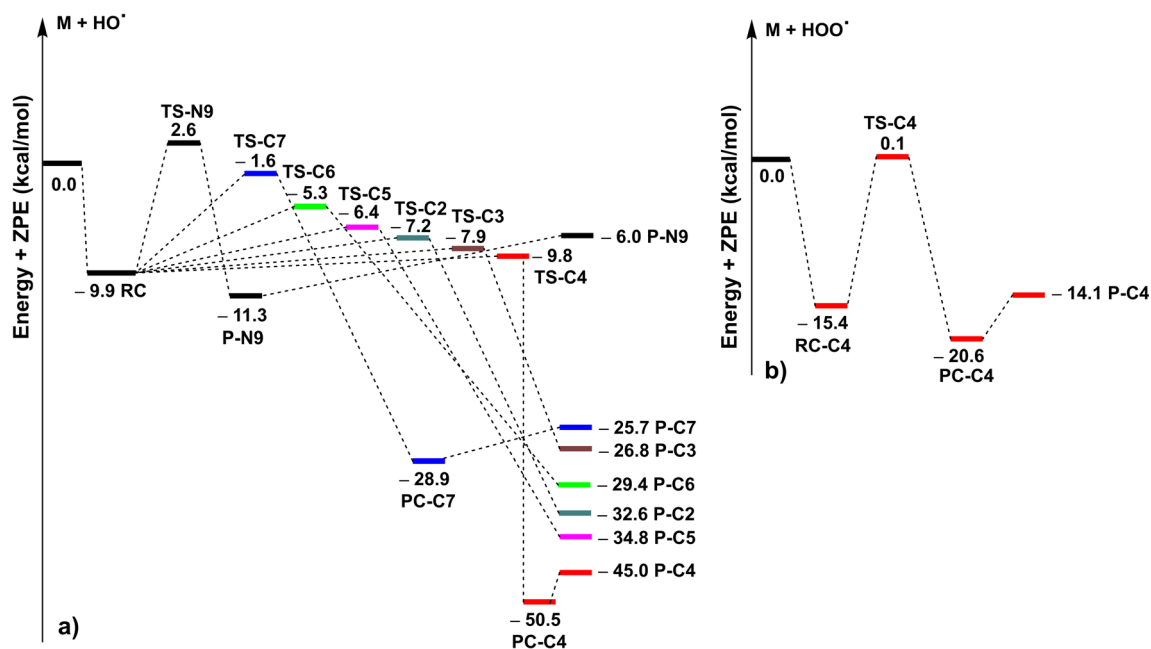 M + HO˙
Energy + ZPE (kcal/mol)
0.0
– 9.9 RC
TS-N9
2.6
– 11.3
P-N9
TS-C7
– 1.6
TS-C6
– 5.3
TS-C5
– 6.4
TS-C2
– 7.2
TS-C3
– 7.9
– 9.8
TS-C4
– 6.0 P-N9
– 28.9
PC-C7
– 25.7 P-C7
– 26.8 P-C3
– 29.4 P-C6
– 32.6 P-C2
– 34.8 P-C5
– 45.0 P-C4
– 50.5
PC-C4
a)
M + HOO˙
Energy + ZPE (kcal/mol)
0.0
– 15.4
RC-C4
TS-C4
0.1
– 20.6
PC-C4
– 14.1 P-C4
b)